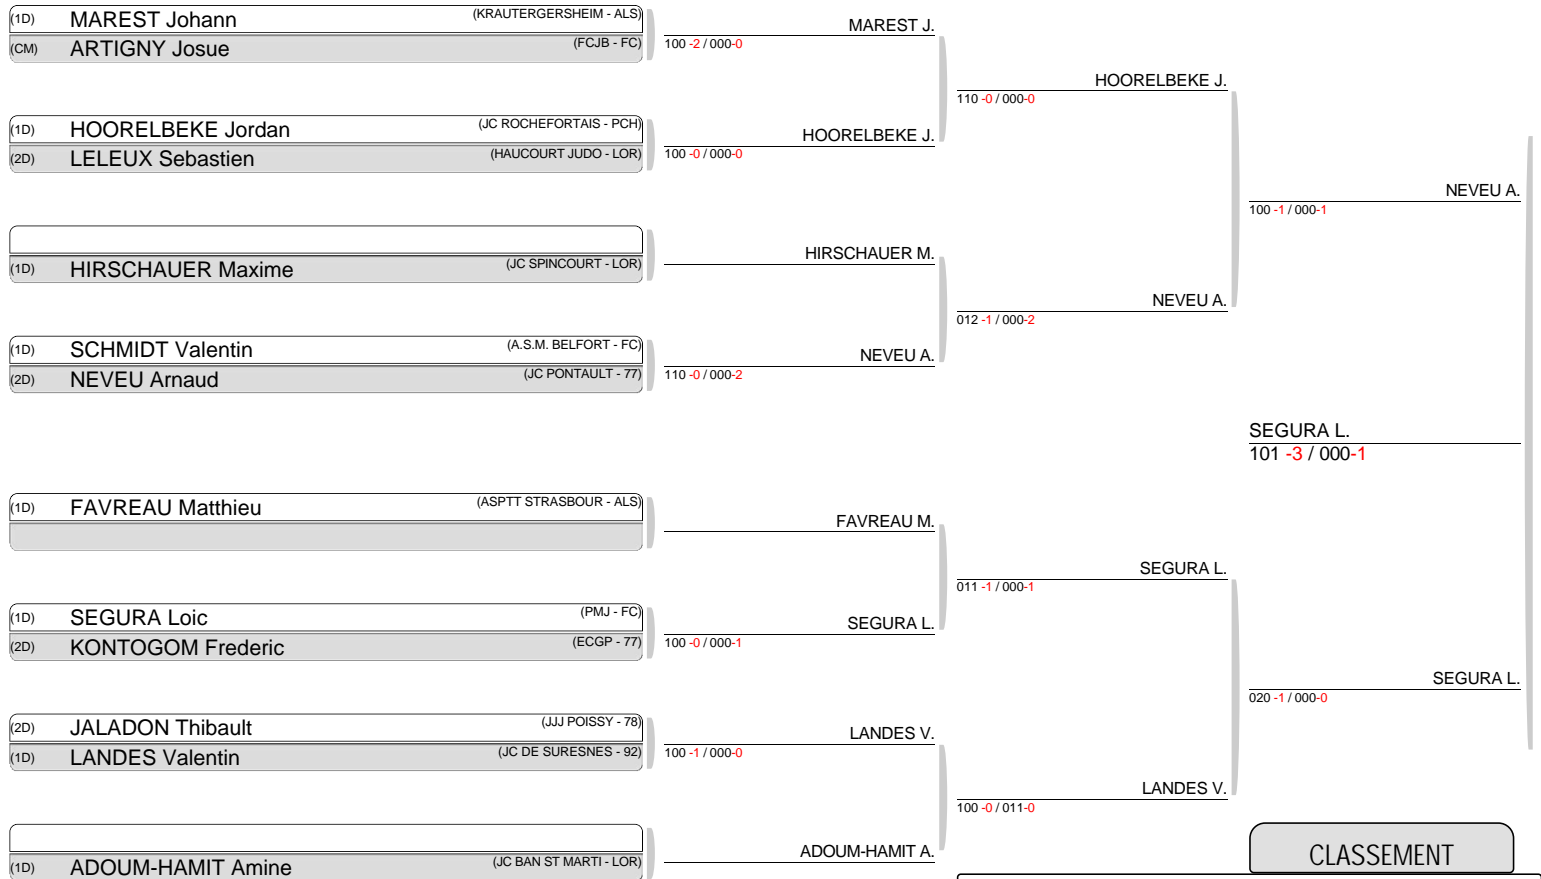 (1D) MAREST Johann (KRAUTERGERSHEIM - ALS)
(CM) ARTIGNY Josue (FCJB - FC)
MAREST J.
100 -2 / 000-0
HOORELBEKE J.
110 -0 / 000-0
(1D) HOORELBEKE Jordan (JC ROCHEFORTAIS - PCH)
(2D) LELEUX Sebastien (HAUCOURT JUDO - LOR)
HOORELBEKE J.
100 -0 / 000-0
NEVEU A.
100 -1 / 000-1
(1D) HIRSCHAUER Maxime (JC SPINCOURT - LOR)
HIRSCHAUER M.
NEVEU A.
012 -1 / 000-2
(1D) SCHMIDT Valentin (A.S.M. BELFORT - FC)
(2D) NEVEU Arnaud (JC PONTAULT - 77)
NEVEU A.
110 -0 / 000-2
SEGURA L.
101 -3 / 000-1
(1D) FAVREAU Matthieu (ASPTT STRASBOUR - ALS)
FAVREAU M.
SEGURA L.
011 -1 / 000-1
(1D) SEGURA Loic (PMJ - FC)
(2D) KONTOGOM Frederic (ECGP - 77)
SEGURA L.
100 -0 / 000-1
SEGURA L.
020 -1 / 000-0
(2D) JALADON Thibault (JJJ POISSY - 78)
(1D) LANDES Valentin (JC DE SURESNES - 92)
LANDES V.
100 -1 / 000-0
LANDES V.
100 -0 / 011-0
(1D) ADOUM-HAMIT Amine (JC BAN ST MARTI - LOR)
ADOUM-HAMIT A.
CLASSEMENT